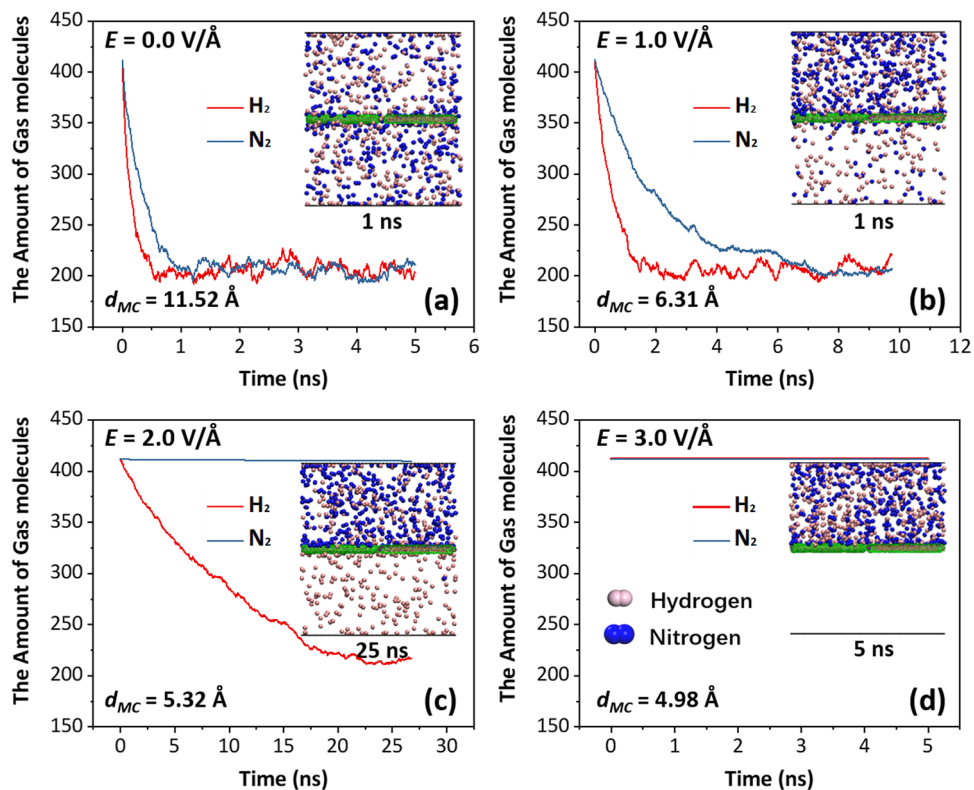 The Amount of Gas molecules
450
400
350
300
250
200
150
E = 0.0 V/Å
H₂
N₂
1 ns
d_MC = 11.52 Å
(a)
0 1 2 3 4 5 6
Time (ns)
The Amount of Gas molecules
450
400
350
300
250
200
150
E = 1.0 V/Å
H₂
N₂
1 ns
d_MC = 6.31 Å
(b)
0 2 4 6 8 10 12
Time (ns)
The Amount of Gas molecules
450
400
350
300
250
200
150
E = 2.0 V/Å
H₂
N₂
25 ns
d_MC = 5.32 Å
(c)
0 5 10 15 20 25 30
Time (ns)
The Amount of Gas molecules
450
400
350
300
250
200
150
E = 3.0 V/Å
H₂
N₂
Hydrogen
Nitrogen
5 ns
d_MC = 4.98 Å
(d)
0 1 2 3 4 5
Time (ns)